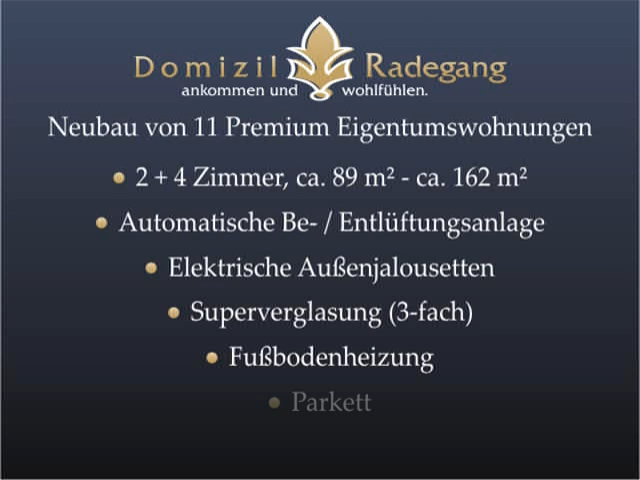 Domizil Radegang
ankommen und wohlfühlen.
Neubau von 11 Premium Eigentumswohnungen
• 2 + 4 Zimmer, ca. 89 m² - ca. 162 m²
• Automatische Be- / Entlüftungsanlage
• Elektrische Außenjalousetten
• Superverglasung (3-fach)
• Fußbodenheizung
• Parkett